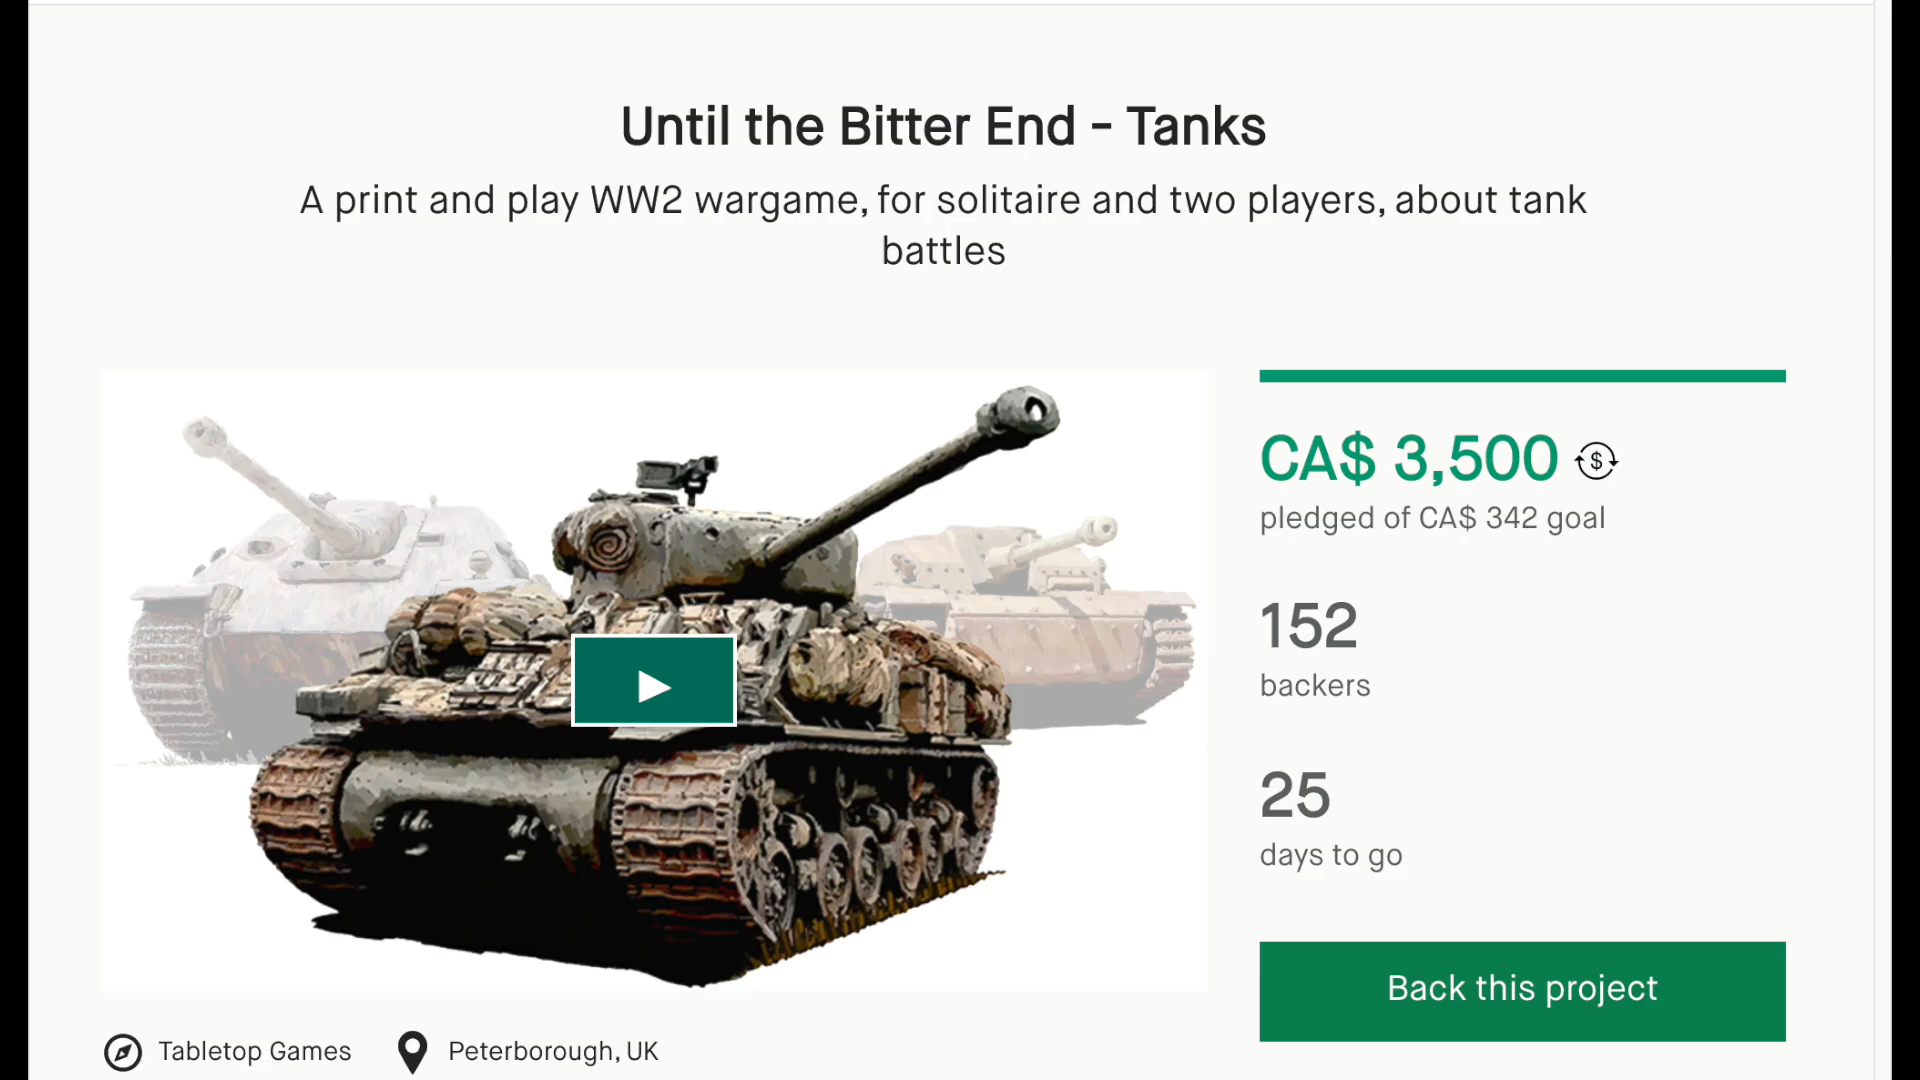 Until the Bitter End - Tanks
A print and play WW2 wargame, for solitaire and two players, about tank
battles
CA$ 3,500
$
pledged of CA$ 342 goal
152
backers
25
days to go
Back this project
Tabletop Games
Peterborough, UK